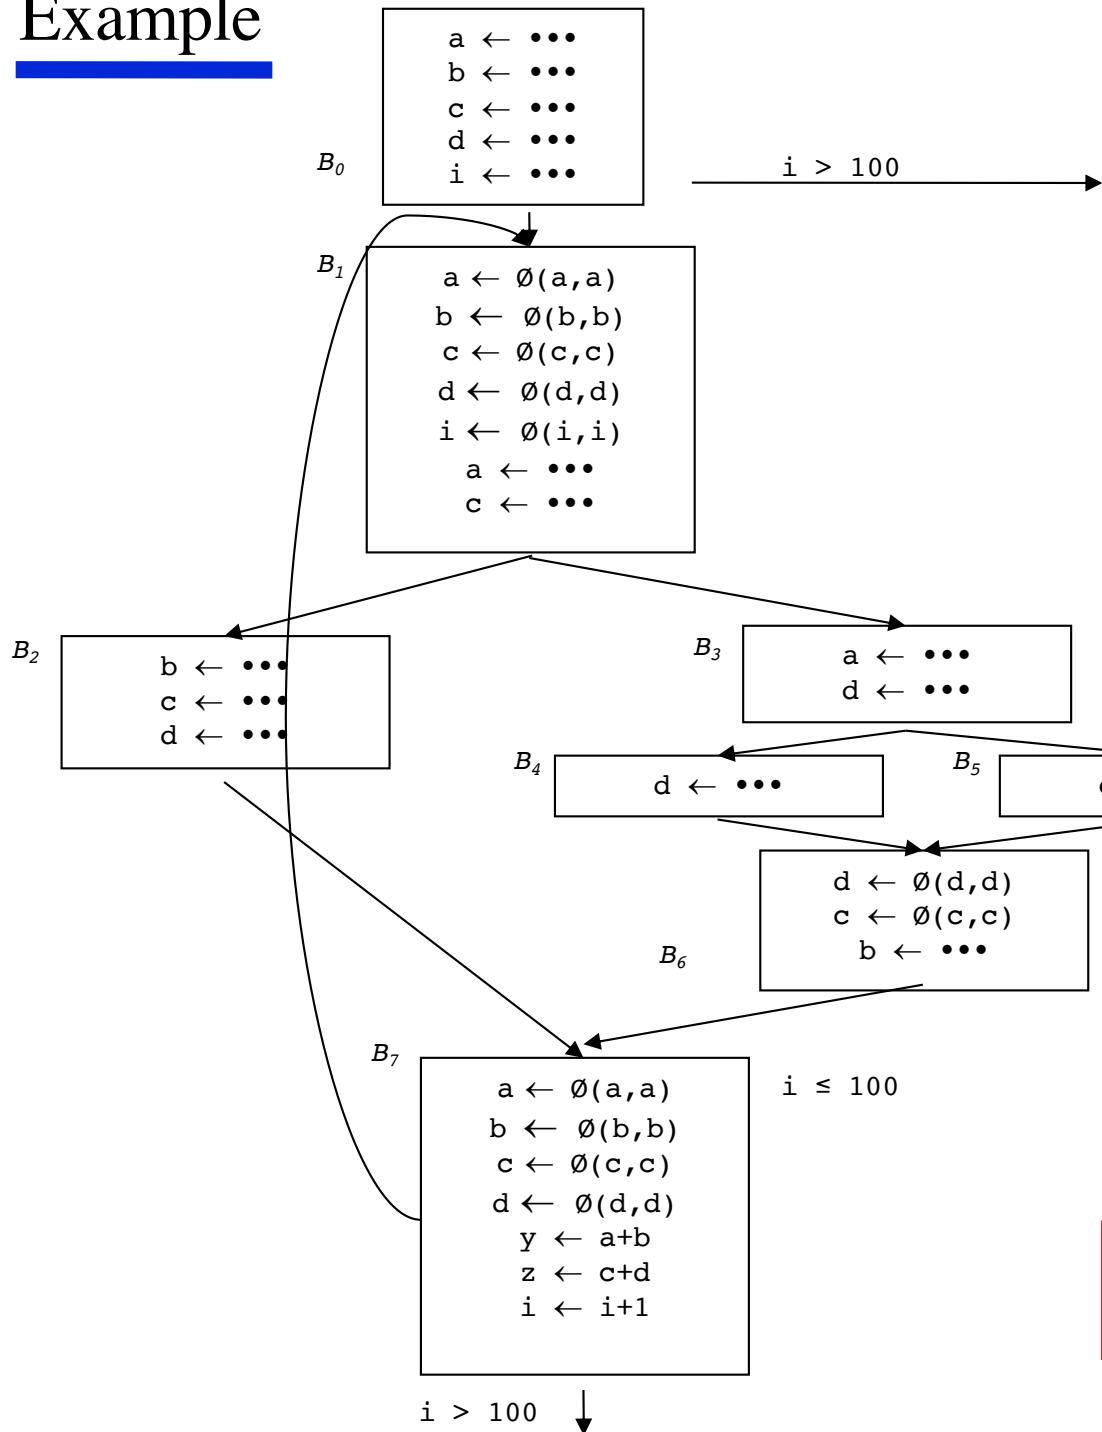 Example
a ← •••
b ← •••
c ← •••
d ← •••
i ← •••
B0
i > 100
B1
a ← Ø(a,a)
b ← Ø(b,b)
c ← Ø(c,c)
d ← Ø(d,d)
i ← Ø(i,i)
a ← •••
c ← •••
B2
b ← •••
c ← •••
d ← •••
B3
a ← •••
d ← •••
B4
d ← •••
B5
d ← Ø(d,d)
c ← Ø(c,c)
b ← •••
B6
B7
a ← Ø(a,a)
b ← Ø(b,b)
c ← Ø(c,c)
d ← Ø(d,d)
y ← a+b
z ← c+d
i ← i+1
i ≤ 100
i > 100